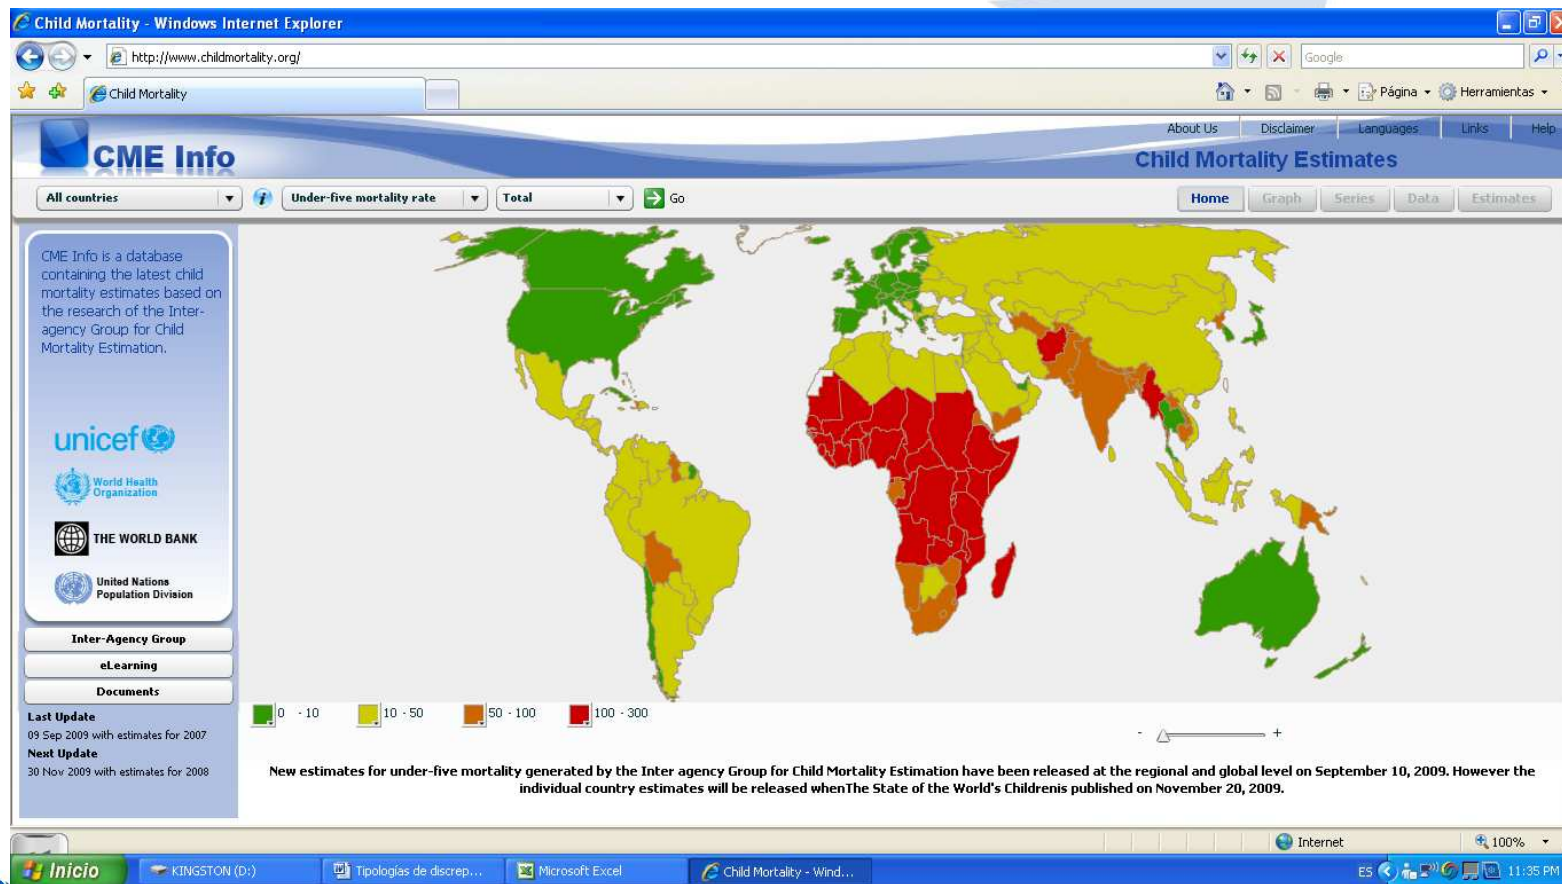 Child Mortality - Windows Internet Explorer
http://www.childmortality.org/
Google
Child Mortality
Página
Herramientas
About Us
Disclaimer
Languages
Links
Help
CME Info
Child Mortality Estimates
All countries
Under-five mortality rate
Total
Go
Home
Graph
Series
Data
Estimates
CME Info is a database
containing the latest child
mortality estimates based on
the research of the Inter-
agency Group for Child
Mortality Estimation.
unicef
World Health
Organization
THE WORLD BANK
United Nations
Population Division
Inter-Agency Group
eLearning
Documents
Last Update
09 Sep 2009 with estimates for 2007
Next Update
30 Nov 2009 with estimates for 2008
0 - 10
10 - 50
50 - 100
100 - 300
- +
New estimates for under-five mortality generated by the Inter agency Group for Child Mortality Estimation have been released at the regional and global level on September 10, 2009. However the
individual country estimates will be released whenThe State of the World's Childrenis published on November 20, 2009.
Internet
100%
Inicio
KINGSTON (D:)
Tipologías de discrep...
Microsoft Excel
Child Mortality - Wind...
ES
11:35 PM